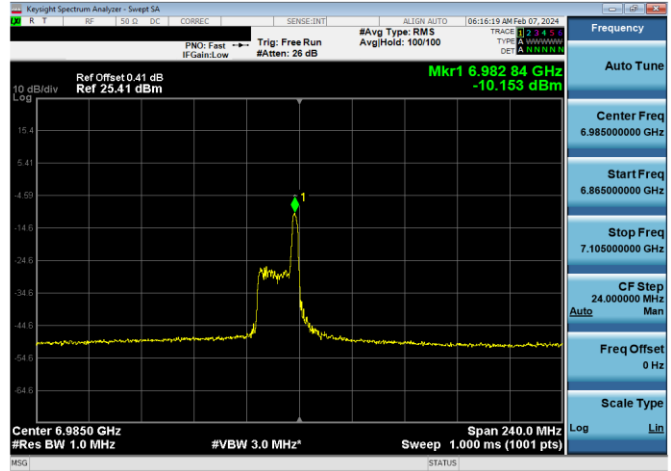 Keysight Spectrum Analyzer - Swept SA
R T RF 50 Ω DC CORREC SENSE:INT ALIGN AUTO 06:16:19 AM Feb 07, 2024
#Avg Type: RMS TRACE 1 2 3 4 5 6
PNO: Fast Trig: Free Run Avg|Hold: 100/100 TYPE A WWWWW
IFGain:Low #Atten: 26 dB DET A N N N N N
Mkr1 6.982 84 GHz
-10.153 dBm
Ref Offset 0.41 dB
10 dB/div Ref 25.41 dBm
Log
15.4
5.41
-4.59
-14.6
-24.6
-34.6
-44.6
-54.6
-64.6
1
Center 6.9850 GHz Span 240.0 MHz
#Res BW 1.0 MHz #VBW 3.0 MHz* Sweep 1.000 ms (1001 pts)
MSG STATUS
Frequency
Auto Tune
Center Freq
6.985000000 GHz
Start Freq
6.865000000 GHz
Stop Freq
7.105000000 GHz
CF Step
24.000000 MHz
Auto Man
Freq Offset
0 Hz
Scale Type
Log Lin